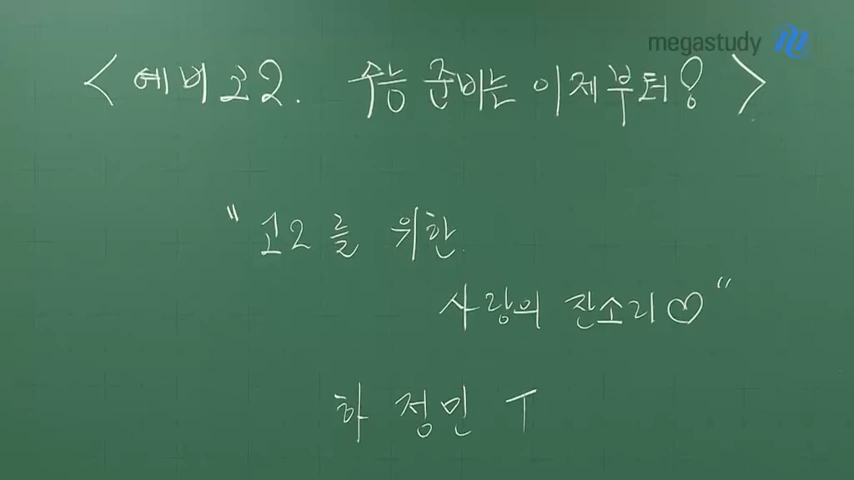 megastudy
<예비 고2. 수능 준비는 이제부터!>
"고2를 위한
사랑의 잔소리♡"
하 정민 T